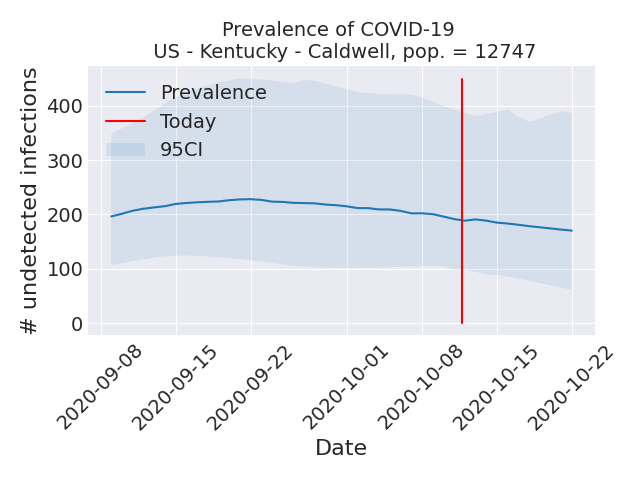 Prevalence of COVID-19
US - Kentucky - Caldwell, pop. = 12747
# undetected infections
400
300
200
100
0
Prevalence
Today
95CI
2020-09-08
2020-09-15
2020-09-22
2020-10-01
2020-10-08
2020-10-15
2020-10-22
Date